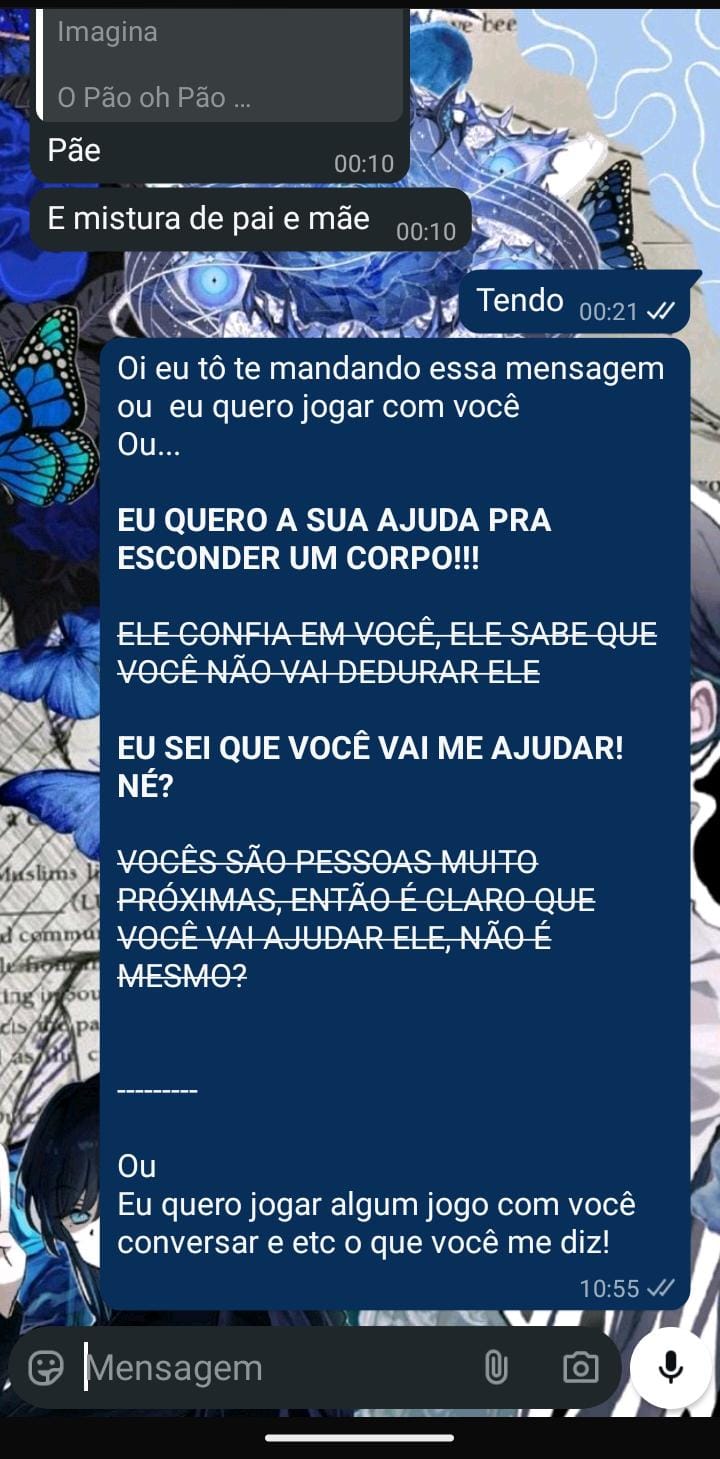 ve bee
Imagina
O Pão oh Pão ...
Pãe
00:10
E mistura de pai e mãe
00:10
Tendo
00:21
Oi eu tô te mandando essa mensagem
ou eu quero jogar com você
Ou...
EU QUERO A SUA AJUDA PRA
ESCONDER UM CORPO!!!
ELE CONFIA EM VOCÊ, ELE SABE QUE
VOCÊ NÃO VAI DEDURAR ELE
EU SEI QUE VOCÊ VAI ME AJUDAR!
NÉ?
VOCÊS SÃO PESSOAS MUITO
PRÓXIMAS, ENTÃO É CLARO QUE
VOCÊ VAI AJUDAR ELE, NÃO É
MESMO?
---------
Ou
Eu quero jogar algum jogo com você
conversar e etc o que você me diz!
10:55
Muslims
d commu
Mensagem